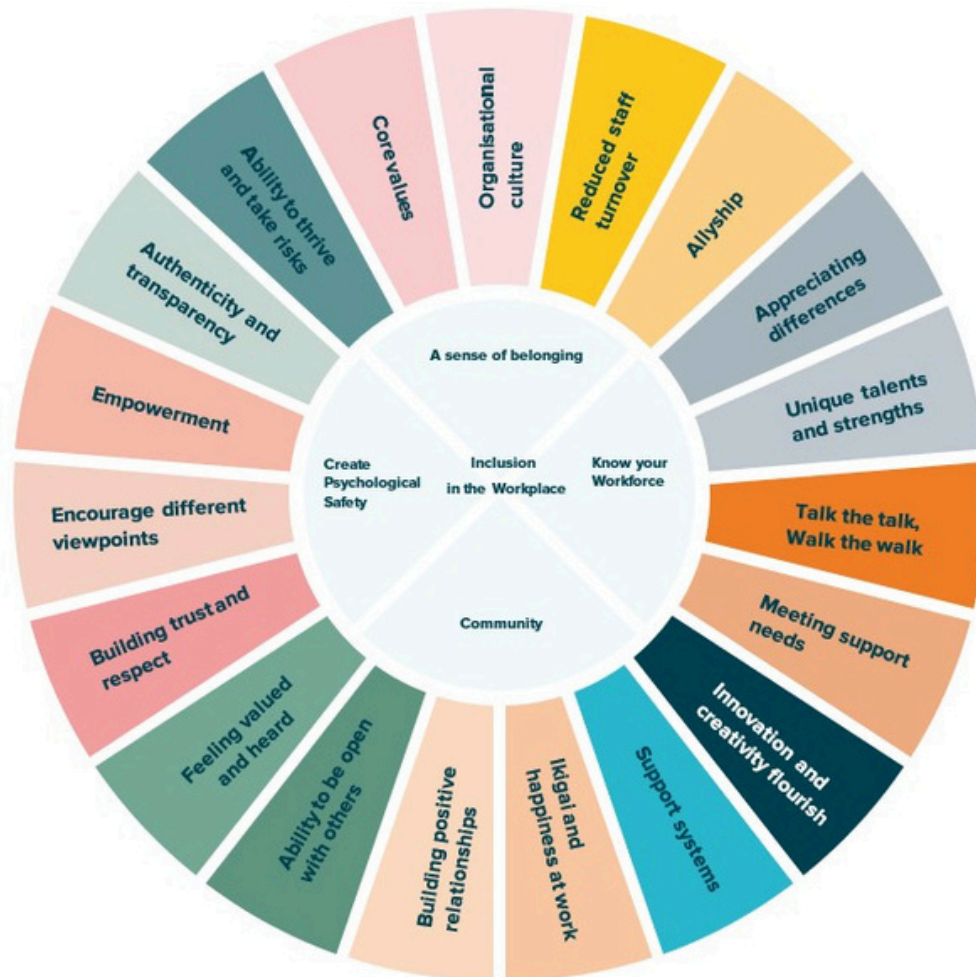 Organisational
culture
Reduced staff
turnover
Allyship
Appreciating
differences
Unique talents
and strengths
Talk the talk,
Walk the walk
Meeting support
needs
Innovation and
creativity flourish
Support systems
Ikigai and
happiness at work
Building positive
relationships
Ability to be open
with others
Feeling valued
and heard
Building trust and
respect
Encourage different
viewpoints
Empowerment
Authenticity and
transparency
Ability to thrive
and take risks
Core values
A sense of belonging
Create
Psychological
Safety
Inclusion
in the Workplace
Know your
Workforce
Community